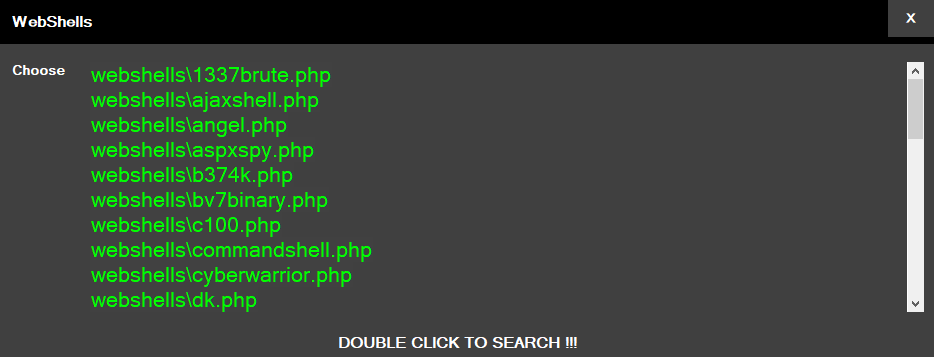 WebShells
X
Choose
webshells\1337brute.php
webshells\ajaxshell.php
webshells\angel.php
webshells\aspxspy.php
webshells\b374k.php
webshells\bv7binary.php
webshells\c100.php
webshells\commandshell.php
webshells\cyberwarrior.php
webshells\dk.php
DOUBLE CLICK TO SEARCH !!!